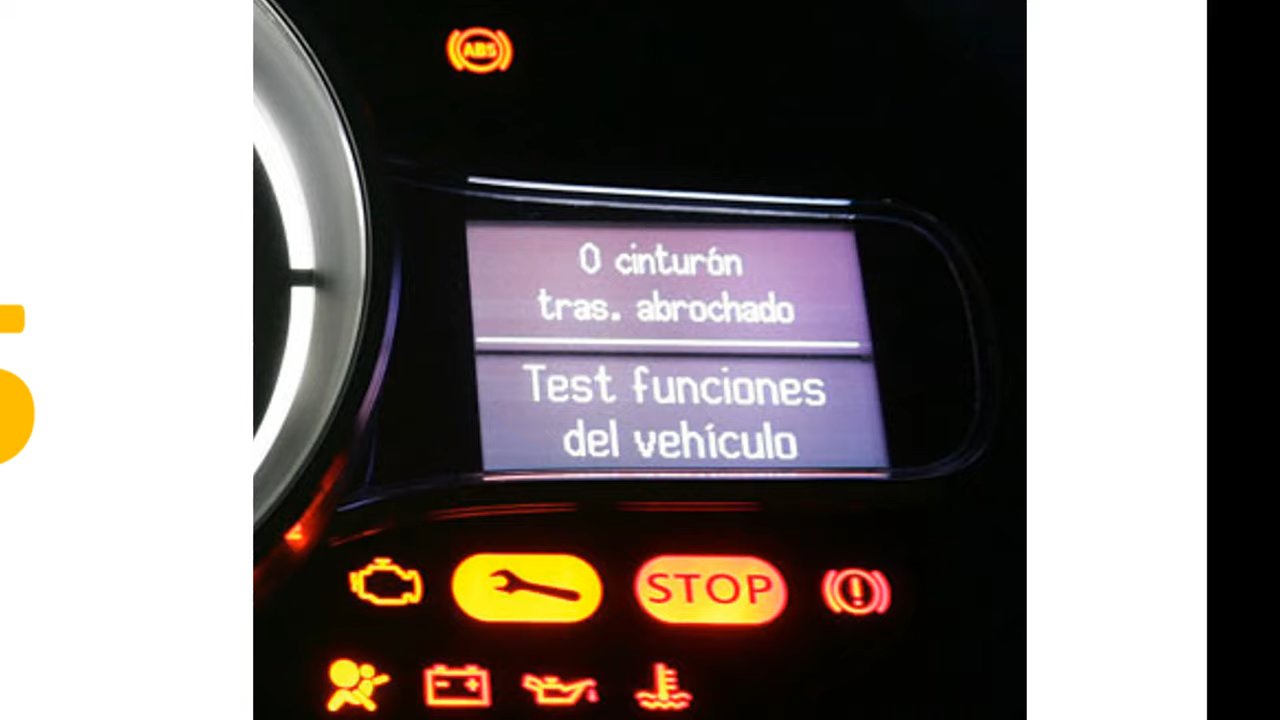 ABS
0 cinturón
tras. abrochado
Test funciones
del vehículo
STOP